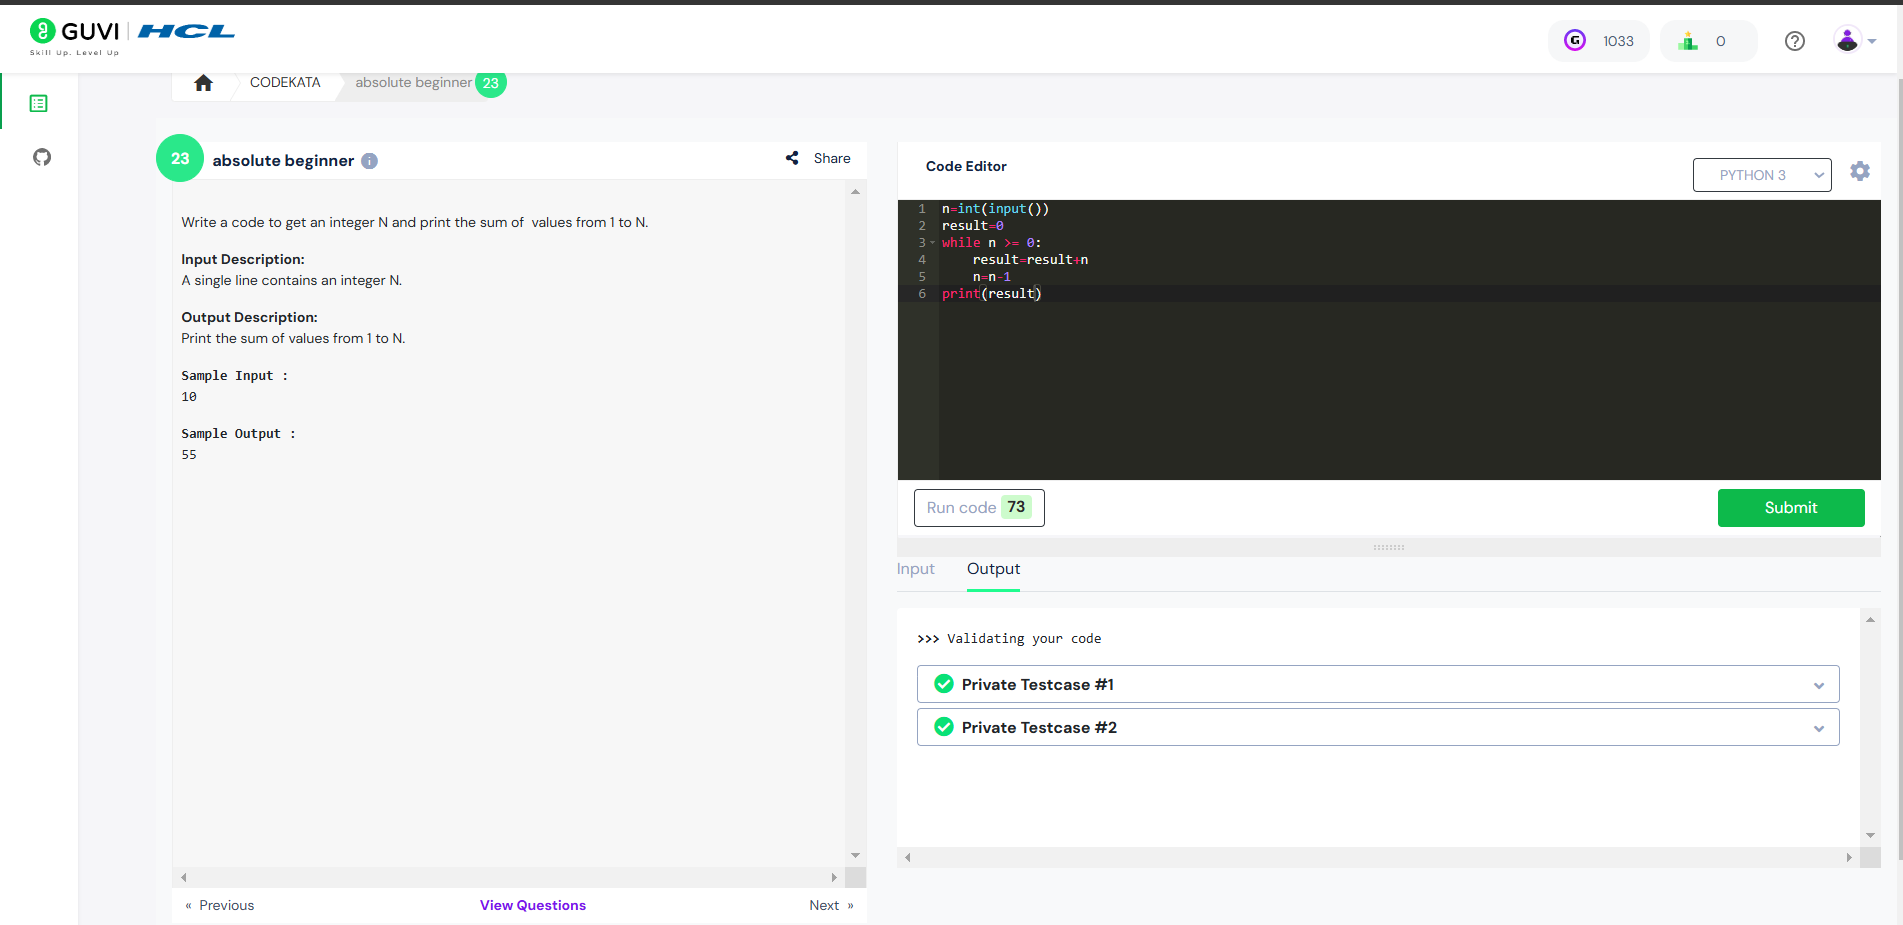 GUVI | HCL
Skill Up, Level Up
1033
0
CODEKATA
absolute beginner 23
23 absolute beginner
Share
Write a code to get an integer N and print the sum of  values from 1 to N.
Input Description:
A single line contains an integer N.
Output Description:
Print the sum of values from 1 to N.
Sample Input :
10
Sample Output :
55
« Previous
View Questions
Next »
Code Editor
PYTHON 3
1 n=int(input())
2 result=0
3 while n >= 0:
4     result=result+n
5     n=n-1
6 print(result)
Run code 73
Submit
Input
Output
>>> Validating your code
Private Testcase #1
Private Testcase #2